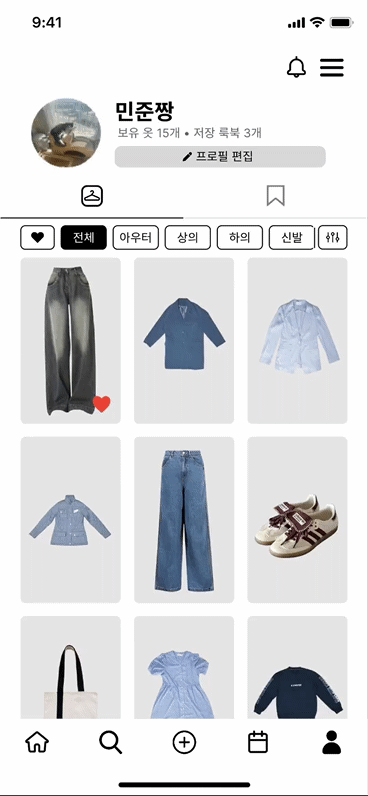 9:41
민준짱
보유 옷 15개 • 저장 룩북 3개
프로필 편집
전체 아우터 상의 하의 신발